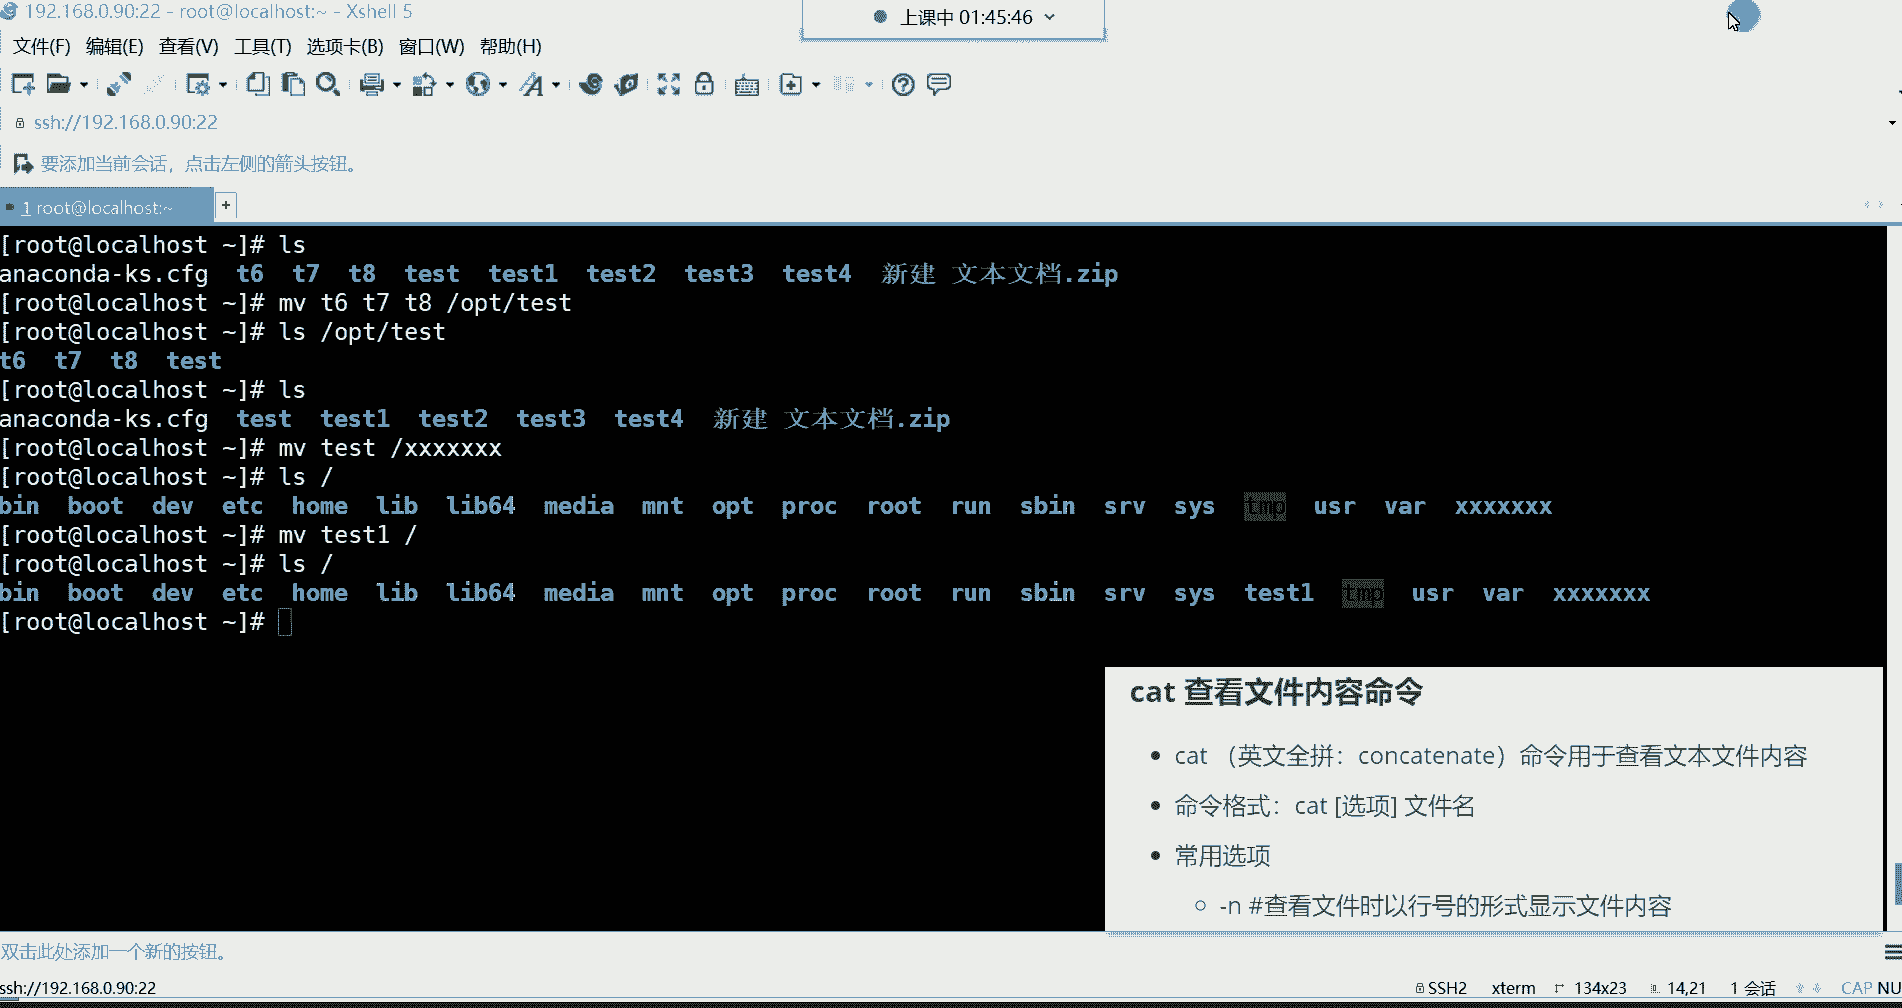 192.168.0.90:22 - root@localhost:~ - Xshell 5
上课中 01:45:46
文件(F) 编辑(E) 查看(V) 工具(T) 选项卡(B) 窗口(W) 帮助(H)
ssh://192.168.0.90:22
要添加当前会话，点击左侧的箭头按钮。
1 root@localhost:~
[root@localhost ~]# ls
anaconda-ks.cfg t6 t7 t8 test test1 test2 test3 test4 新建 文本文档.zip
[root@localhost ~]# mv t6 t7 t8 /opt/test
[root@localhost ~]# ls /opt/test
t6 t7 t8 test
[root@localhost ~]# ls
anaconda-ks.cfg test test1 test2 test3 test4 新建 文本文档.zip
[root@localhost ~]# mv test /xxxxxxx
[root@localhost ~]# ls /
bin boot dev etc home lib lib64 media mnt opt proc root run sbin srv sys tmp usr var xxxxxxx
[root@localhost ~]# mv test1 /
[root@localhost ~]# ls /
bin boot dev etc home lib lib64 media mnt opt proc root run sbin srv sys test1 tmp usr var xxxxxxx
[root@localhost ~]#
cat 查看文件内容命令
• cat （英文全拼：concatenate）命令用于查看文本文件内容
• 命令格式：cat [选项] 文件名
• 常用选项
○ -n #查看文件时以行号的形式显示文件内容
双击此处添加一个新的按钮。
ssh://192.168.0.90:22 SSH2 xterm 134x23 14,21 1 会话 CAP NU